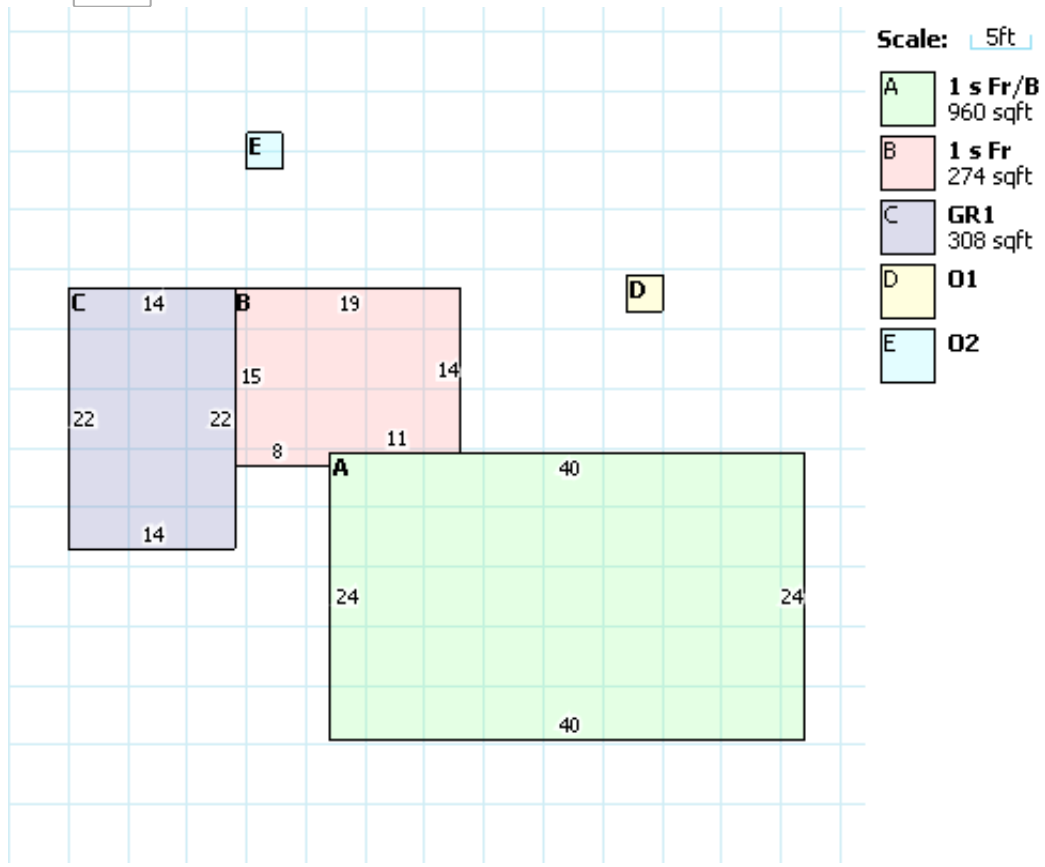 Scale: 5ft
A 1 s Fr/B
960 sqft
B 1 s Fr
274 sqft
C GR1
308 sqft
D O1
E O2
E
D
C 14 B 19
15 14
22 22
8 11
A 40
14
24 24
40